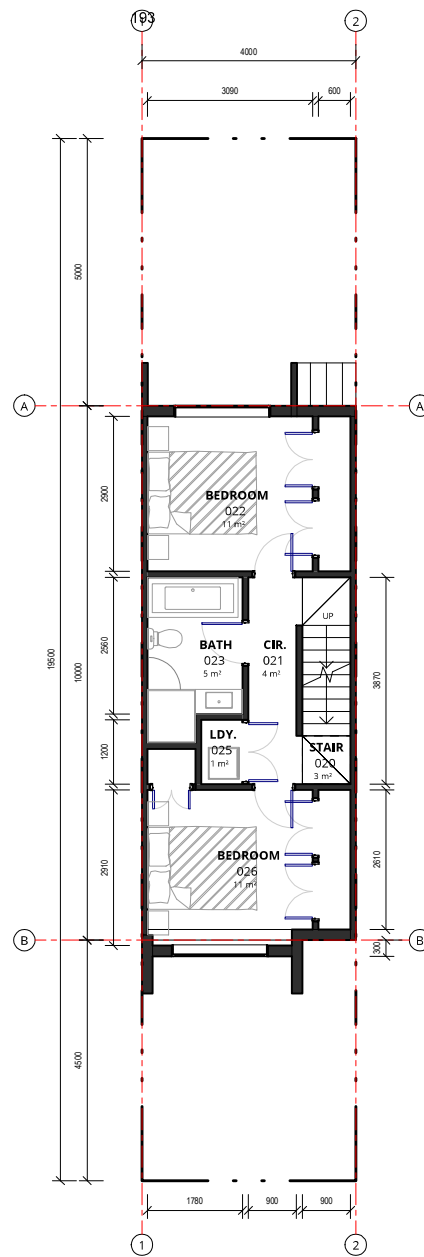 1
193
2
4000
3090
600
5000
A
A
BEDROOM
022
11 m²
2900
UP
BATH
023
5 m²
CIR.
021
4 m²
2560
19500
10000
3870
LDY.
025
1 m²
STAIR
020
3 m²
1200
BEDROOM
026
11 m²
2910
2610
B
B
300
4500
1780
900
900
1
2